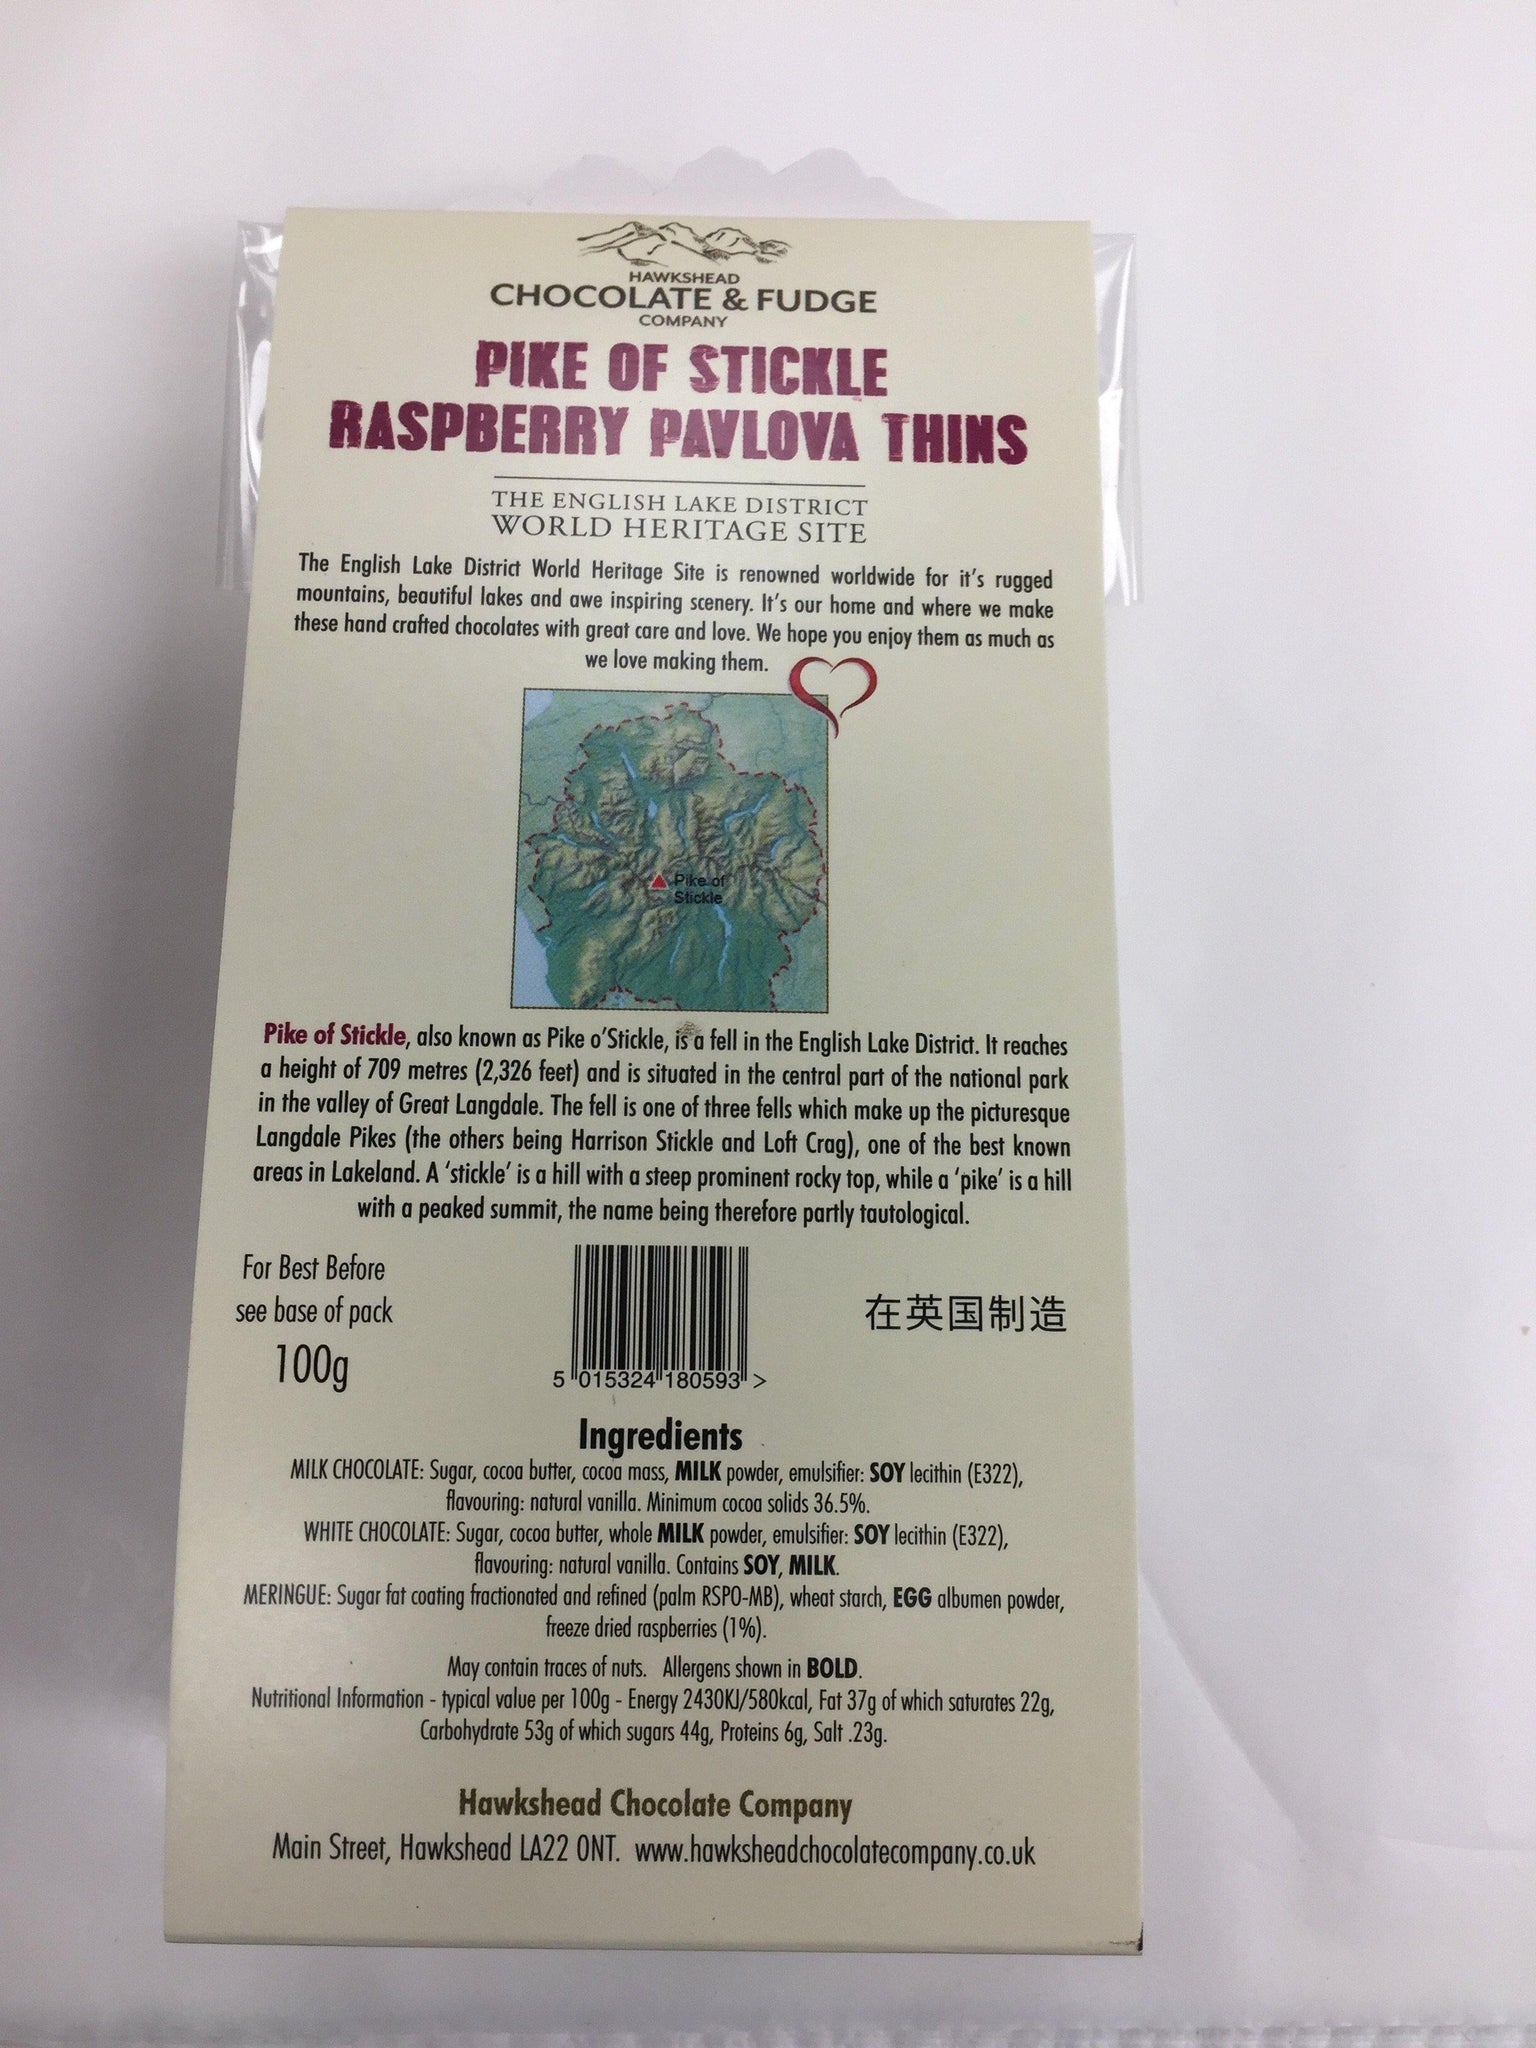 HAWKSHEAD
CHOCOLATE & FUDGE
COMPANY
PIKE OF STICKLE
RASPBERRY PAVLOVA THINS
THE ENGLISH LAKE DISTRICT
WORLD HERITAGE SITE
The English Lake District World Heritage Site is renowned worldwide for it's rugged
mountains, beautiful lakes and awe inspiring scenery. It's our home and where we make
these hand crafted chocolates with great care and love. We hope you enjoy them as much as
we love making them.
Pike of
Stickle
Pike of Stickle, also known as Pike o'Stickle, is a fell in the English Lake District. It reaches
a height of 709 metres (2,326 feet) and is situated in the central part of the national park
in the valley of Great Langdale. The fell is one of three fells which make up the picturesque
Langdale Pikes (the others being Harrison Stickle and Loft Crag), one of the best known
areas in Lakeland. A 'stickle' is a hill with a steep prominent rocky top, while a 'pike' is a hill
with a peaked summit, the name being therefore partly tautological.
For Best Before
see base of pack
100g
5 015324 180593 >
在英国制造
Ingredients
MILK CHOCOLATE: Sugar, cocoa butter, cocoa mass, MILK powder, emulsifier: SOY lecithin (E322),
flavouring: natural vanilla. Minimum cocoa solids 36.5%.
WHITE CHOCOLATE: Sugar, cocoa butter, whole MILK powder, emulsifier: SOY lecithin (E322),
flavouring: natural vanilla. Contains SOY, MILK.
MERINGUE: Sugar fat coating fractionated and refined (palm RSPO-MB), wheat starch, EGG albumen powder,
freeze dried raspberries (1%).
May contain traces of nuts. Allergens shown in BOLD.
Nutritional Information - typical value per 100g - Energy 2430KJ/580kcal, Fat 37g of which saturates 22g,
Carbohydrate 53g of which sugars 44g, Proteins 6g, Salt .23g.
Hawkshead Chocolate Company
Main Street, Hawkshead LA22 0NT. www.hawksheadchocolatecompany.co.uk